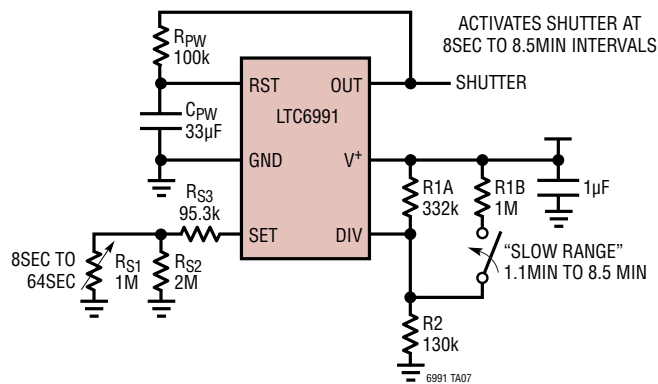 ACTIVATES SHUTTER AT
8SEC TO 8.5MIN INTERVALS
RPW
100k
RST
OUT
SHUTTER
LTC6991
CPW
33µF
GND
V+
R1A
332k
R1B
1M
1µF
RS3
95.3k
SET
DIV
8SEC TO
64SEC
RS1
1M
RS2
2M
“SLOW RANGE”
1.1MIN TO 8.5 MIN
R2
130k
6991 TA07